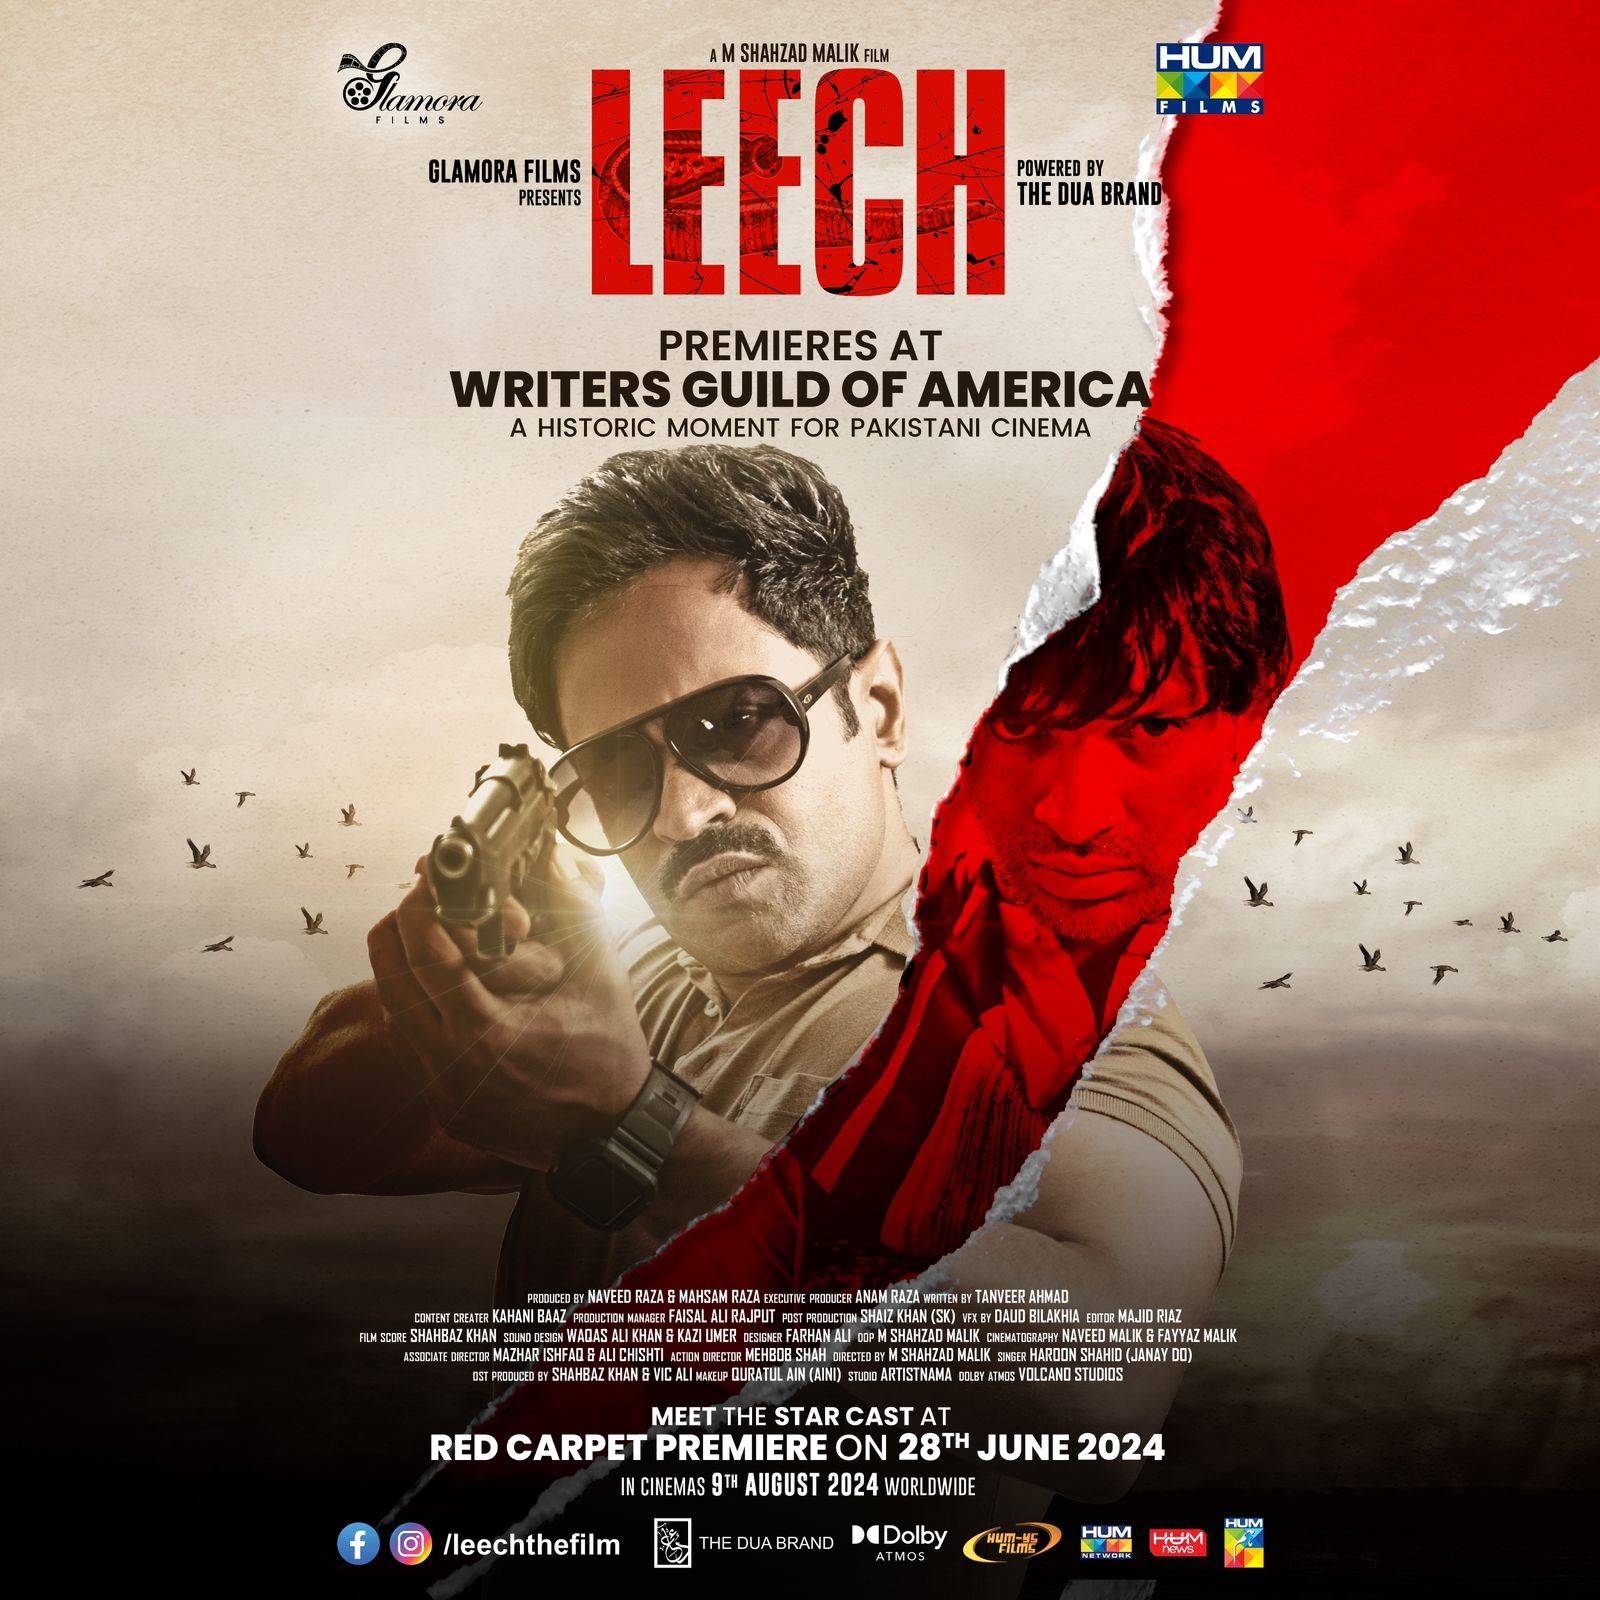 A M SHAHZAD MALIK FILM
Glamora
FILMS
HUM
FILMS
LEECH
GLAMORA FILMS
PRESENTS
POWERED BY
THE DUA BRAND
PREMIERES AT
WRITERS GUILD OF AMERICA
A HISTORIC MOMENT FOR PAKISTANI CINEMA
PRODUCED BY NAVEED RAZA & MAHSAM RAZA EXECUTIVE PRODUCER ANAM RAZA WRITTEN BY TANVEER AHMAD
CONTENT CREATER KAHANI BAAZ PRODUCTION MANAGER FAISAL ALI RAJPUT POST PRODUCTION SHAIZ KHAN (SK) VFX BY DAUD BILAKHIA EDITOR MAJID RIAZ
FILM SCORE SHAHBAZ KHAN SOUND DESIGN WAQAS ALI KHAN & KAZI UMER DESIGNER FARHAN ALI DOP M SHAHZAD MALIK CINEMATOGRAPHY NAVEED MALIK & FAYYAZ MALIK
ASSOCIATE DIRECTOR MAZHAR ISHFAQ & ALI CHISHTI ACTION DIRECTOR MEHBOB SHAH DIRECTED BY M SHAHZAD MALIK SINGER HAROON SHAHID (JANAY DO)
OST PRODUCED BY SHAHBAZ KHAN & VIC ALI MAKEUP QURATUL AIN (AINI) STUDIO ARTISTNAMA DOLBY ATMOS VOLCANO STUDIOS
MEET THE STAR CAST AT
RED CARPET PREMIERE ON 28TH JUNE 2024
IN CINEMAS 9TH AUGUST 2024 WORLDWIDE
/leechthefilm
THE DUA BRAND
Dolby
ATMOS
HUM-YS
FILMS
HUM
NETWORK
HUM
news
HUM